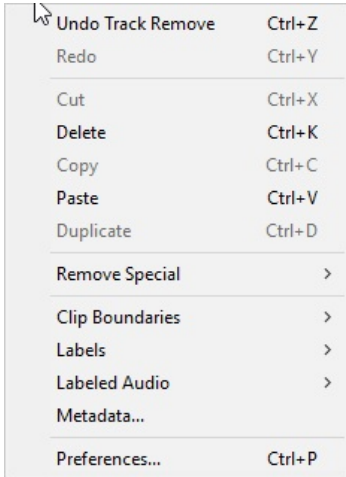 Undo Track Remove Ctrl+Z
Redo Ctrl+Y
Cut Ctrl+X
Delete Ctrl+K
Copy Ctrl+C
Paste Ctrl+V
Duplicate Ctrl+D
Remove Special >
Clip Boundaries >
Labels >
Labeled Audio >
Metadata...
Preferences... Ctrl+P